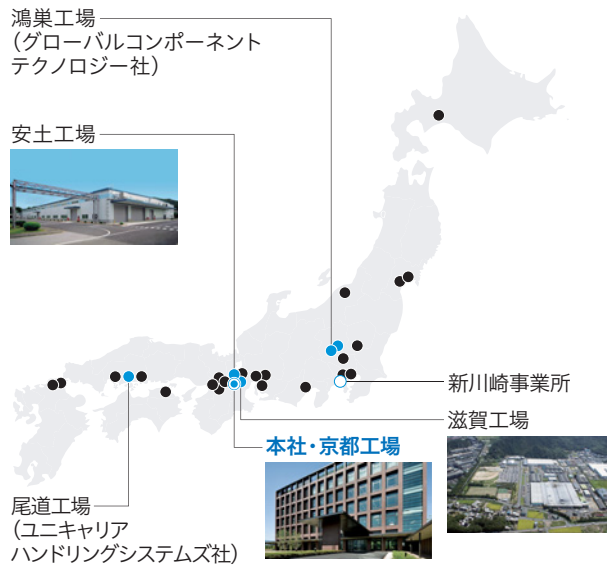 鴻巣工場
（グローバルコンポーネント
テクノロジー社）
安土工場
新川崎事業所
滋賀工場
本社・京都工場
尾道工場
（ユニキャリア
ハンドリングシステムズ社）